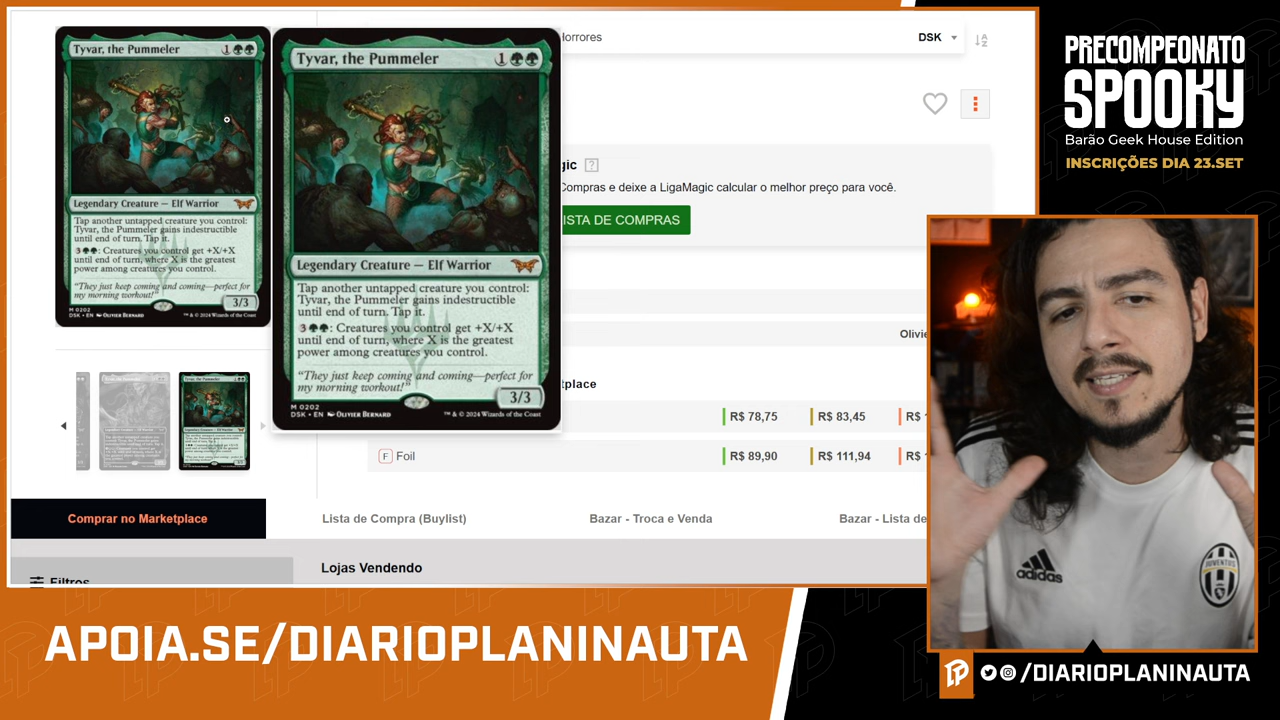 Tyvar, the Pummeler 1
Legendary Creature — Elf Warrior
Tap another untapped creature you control:
Tyvar, the Pummeler gains indestructible
until end of turn. Tap it.
3 : Creatures you control get +X/+X
until end of turn, where X is the greatest
power among creatures you control.
"They just keep coming and coming—perfect for
my morning workout!"
3/3
M 0202
DSK • EN OLIVIER BERNARD ™ & © 2024 Wizards of the Coast
Tyvar, the Pummeler 1
Legendary Creature — Elf Warrior
Tap another untapped creature you control:
Tyvar, the Pummeler gains indestructible
until end of turn. Tap it.
3 : Creatures you control get +X/+X
until end of turn, where X is the greatest
power among creatures you control.
"They just keep coming and coming—perfect for
my morning workout!"
3/3
M 0202
DSK • EN OLIVIER BERNARD ™ & © 2024 Wizards of the Coast
Horrores DSK
gic ?
Compras e deixe a LigaMagic calcular o melhor preço para você.
ISTA DE COMPRAS
Olivie
tplace
R$ 78,75 R$ 83,45 R$
F Foil R$ 89,90 R$ 111,94 R$
Comprar no Marketplace Lista de Compra (Buylist) Bazar - Troca e Venda Bazar - Lista de
Filtros
Lojas Vendendo
PRECOMPEONATO
SPOOKY
Barão Geek House Edition
INSCRIÇÕES DIA 23.SET
adidas
JUVENTUS
APOIA.SE/DIARIOPLANINAUTA
/DIARIOPLANINAUTA